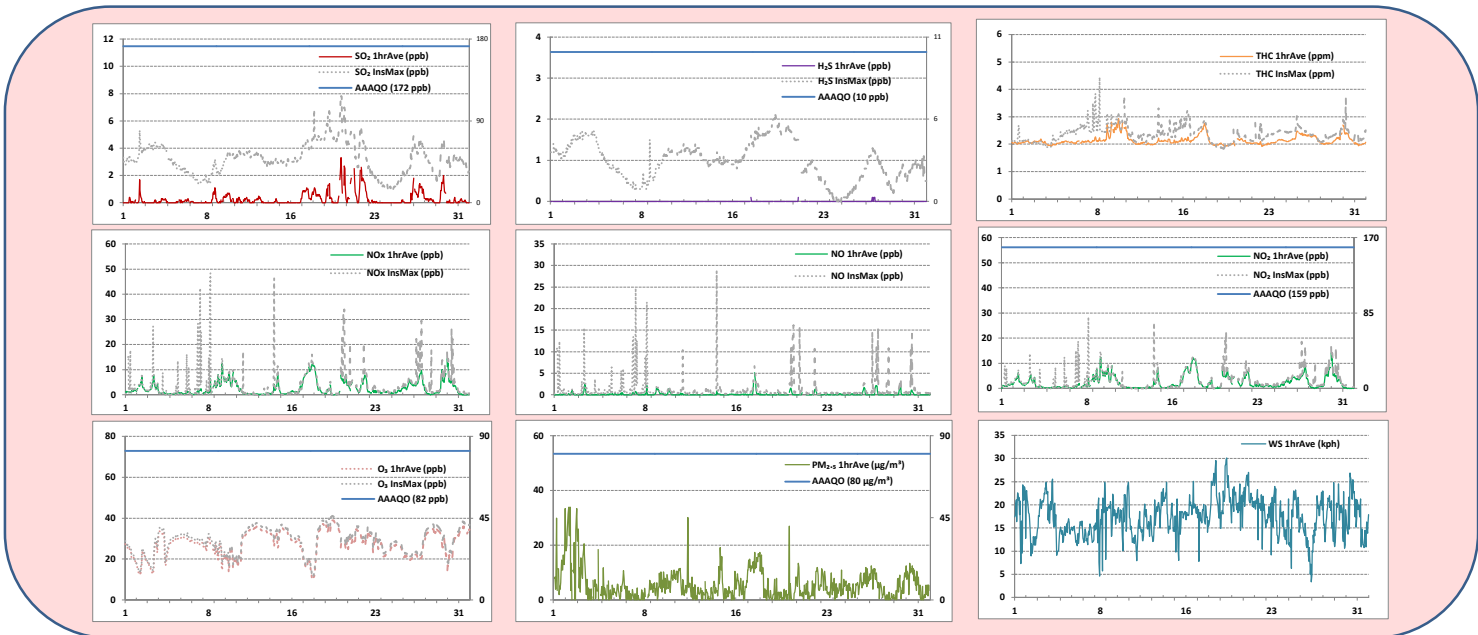 12
10
8
6
4
2
0
180
90
0
SO₂ 1hrAve (ppb)
SO₂ InsMax (ppb)
AAAQO (172 ppb)
1 8 16 23 31
4
3
2
1
0
11
6
0
H₂S 1hrAve (ppb)
H₂S InsMax (ppb)
AAAQO (10 ppb)
1 8 16 23 31
6
5
4
3
2
1
0
THC 1hrAve (ppm)
THC InsMax (ppm)
1 8 16 23 31
60
50
40
30
20
10
0
NOx 1hrAve (ppb)
NOx InsMax (ppb)
1 8 16 23 31
35
30
25
20
15
10
5
0
NO 1hrAve (ppb)
NO InsMax (ppb)
1 8 16 23 31
60
50
40
30
20
10
0
170
85
0
NO₂ 1hrAve (ppb)
NO₂ InsMax (ppb)
AAAQO (159 ppb)
1 8 16 23 31
80
60
40
20
0
90
45
0
O₃ 1hrAve (ppb)
O₃ InsMax (ppb)
AAAQO (82 ppb)
1 8 16 23 31
60
40
20
0
90
45
0
PM₂.₅ 1hrAve (µg/m³)
AAAQO (80 µg/m³)
1 8 16 23 31
35
30
25
20
15
10
5
0
WS 1hrAve (kph)
1 8 16 23 31